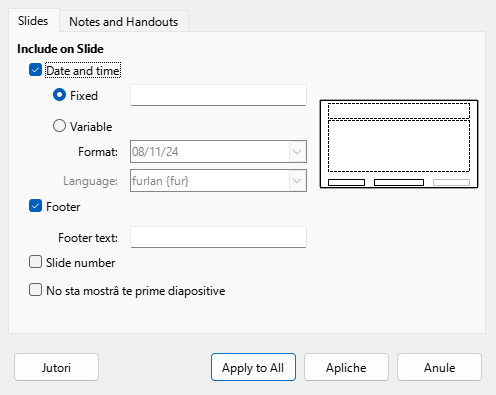 Slides Notes and Handouts
Include on Slide
Date and time
Fixed
Variable
Format: 08/11/24
Language: furlan {fur}
Footer
Footer text:
Slide number
No sta mostrâ te prime diapositive
Jutori Apply to All Apliche Anule